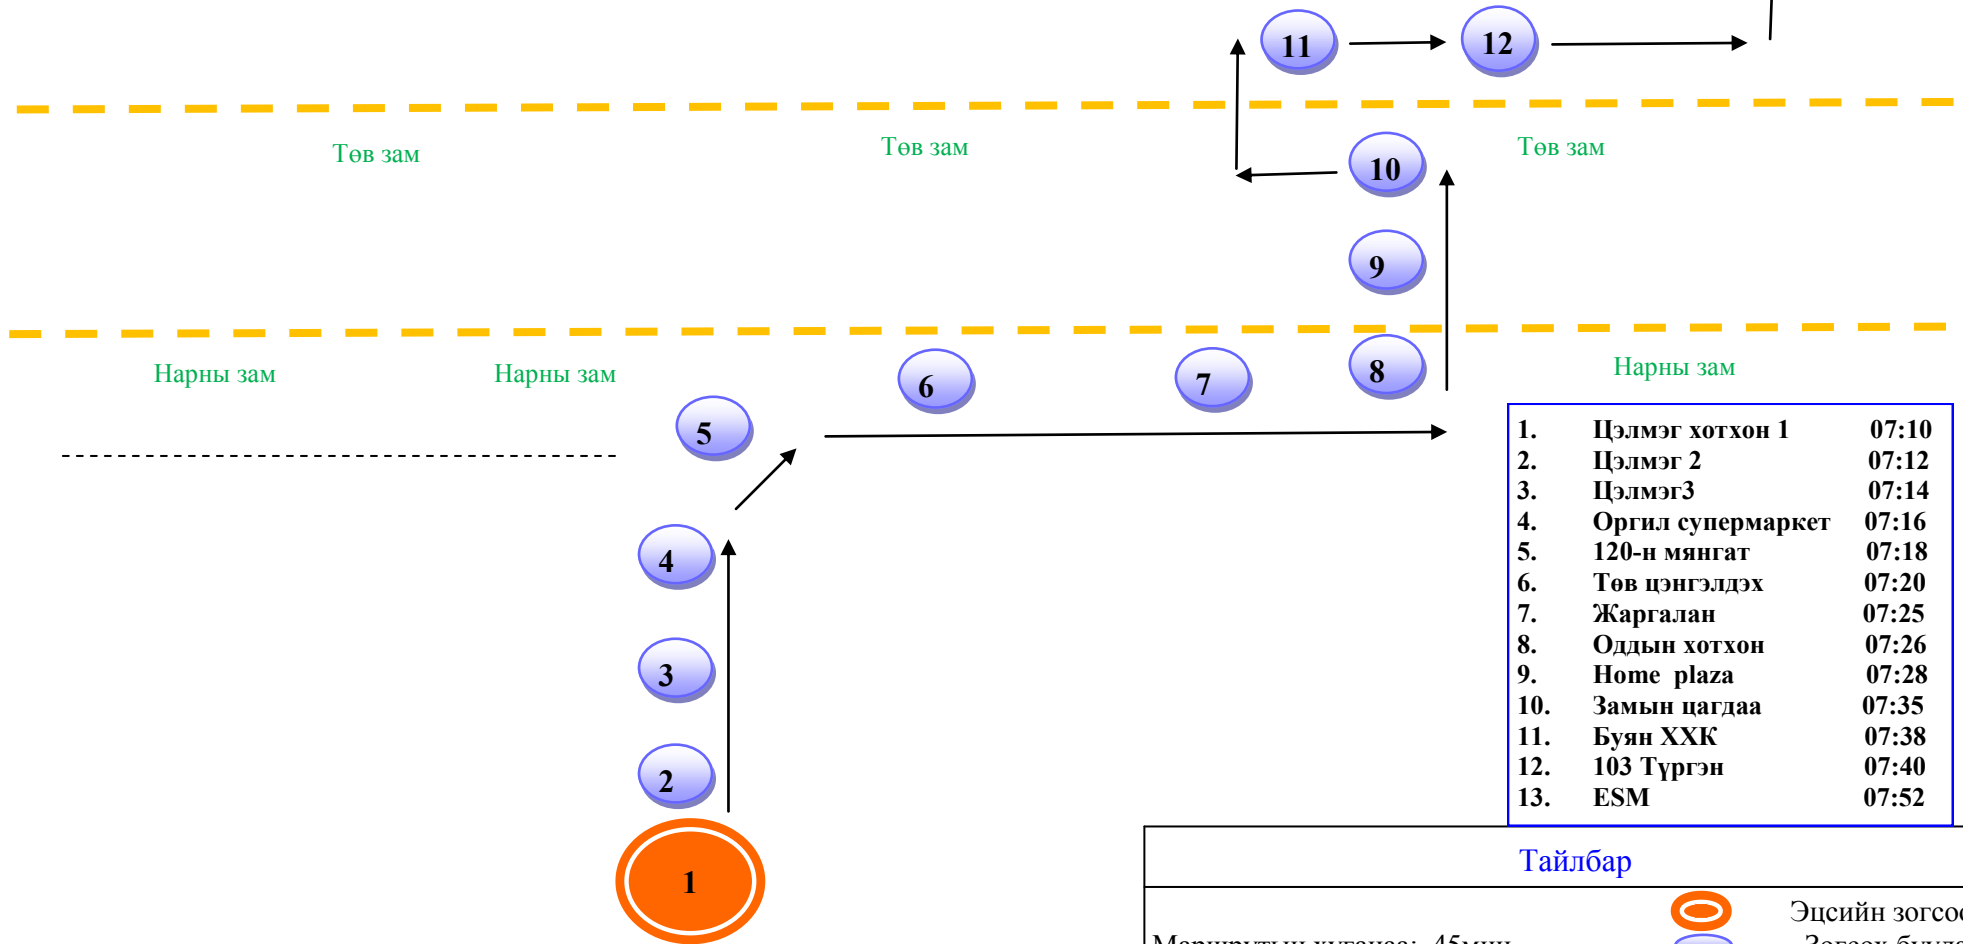 11
12
Төв зам
Төв зам
Төв зам
10
9
Нарны зам
Нарны зам
Нарны зам
6
7
8
5
4
3
2
1
1. Цэлмэг хотхон 1 07:10
2. Цэлмэг 2 07:12
3. Цэлмэг3 07:14
4. Оргил супермаркет 07:16
5. 120-н мянгат 07:18
6. Төв цэнгэлдэх 07:20
7. Жаргалан 07:25
8. Оддын хотхон 07:26
9. Home plaza 07:28
10. Замын цагдаа 07:35
11. Буян ХХК 07:38
12. 103 Түргэн 07:40
13. ESM 07:52
Тайлбар
Эцсийн
45мин